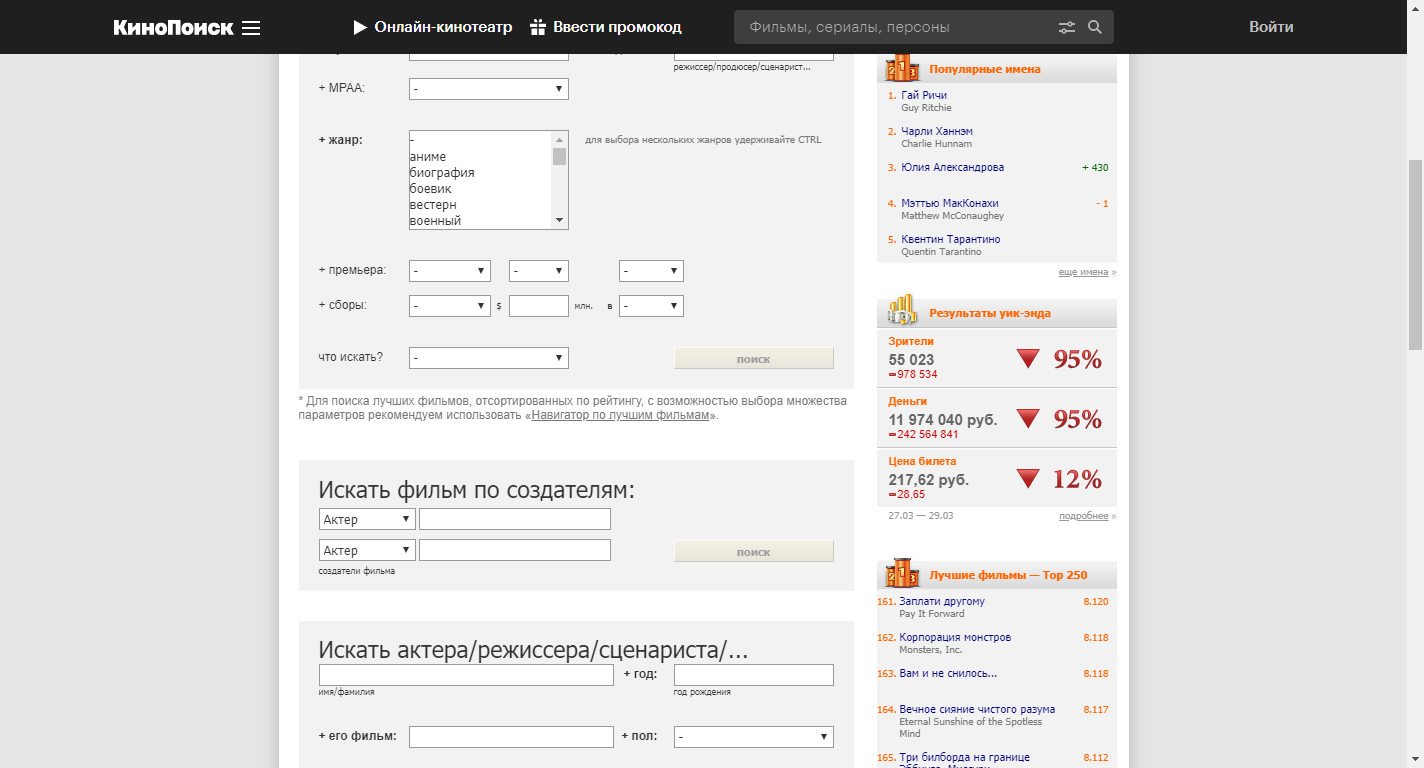 КиноПоиск
Онлайн-кинотеатр
Ввести промокод
Фильмы, сериалы, персоны
Войти
режиссер/продюсер/сценарист...
+ MPAA:
-
+ жанр:
-
аниме
биография
боевик
вестерн
военный
для выбора нескольких жанров удерживайте CTRL
+ премьера:
-
-
-
+ сборы:
-
$
млн.
в
-
что искать?
-
поиск
* Для поиска лучших фильмов, отсортированных по рейтингу, с возможностью выбора множества
параметров рекомендуем использовать «Навигатор по лучшим фильмам».
Искать фильм по создателям:
Актер
Актер
поиск
создатели фильма
Искать актера/режиссера/сценариста/...
+ год:
имя/фамилия
год рождения
+ его фильм:
+ пол:
-
Популярные имена
1. Гай Ричи
Guy Ritchie
2. Чарли Ханнэм
Charlie Hunnam
3. Юлия Александрова + 430
4. Мэттью МакКонахи - 1
Matthew McConaughey
5. Квентин Тарантино
Quentin Tarantino
еще имена »
Результаты уик-энда
Зрители
55 023 95%
978 534
Деньги
11 974 040 руб. 95%
242 564 841
Цена билета
217,62 руб. 12%
28,65
27.03 — 29.03 подробнее »
Лучшие фильмы — Top 250
161. Заплати другому 8.120
Pay It Forward
162. Корпорация монстров 8.118
Monsters, Inc.
163. Вам и не снилось... 8.118
164. Вечное сияние чистого разума 8.117
Eternal Sunshine of the Spotless
Mind
165. Три билборда на границе 8.112